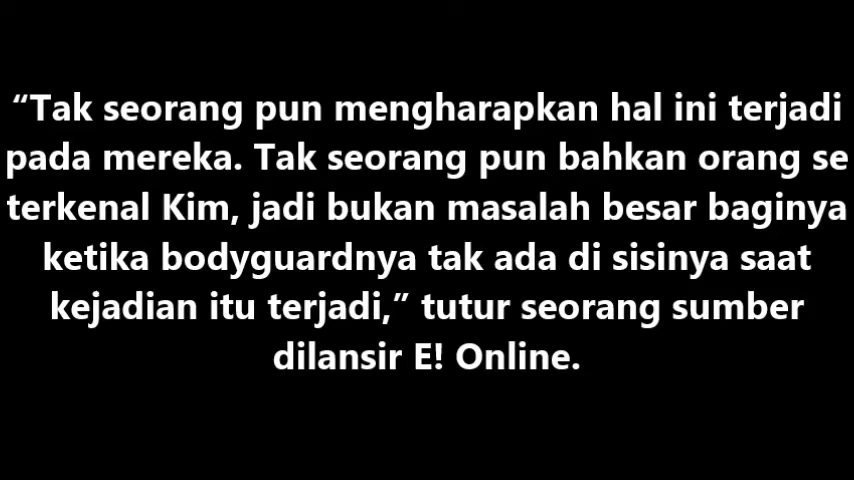 “Tak seorang pun mengharapkan hal ini terjadi
pada mereka. Tak seorang pun bahkan orang se
terkenal Kim, jadi bukan masalah besar baginya
ketika bodyguardnya tak ada di sisinya saat
kejadian itu terjadi,” tutur seorang sumber
dilansir E! Online.